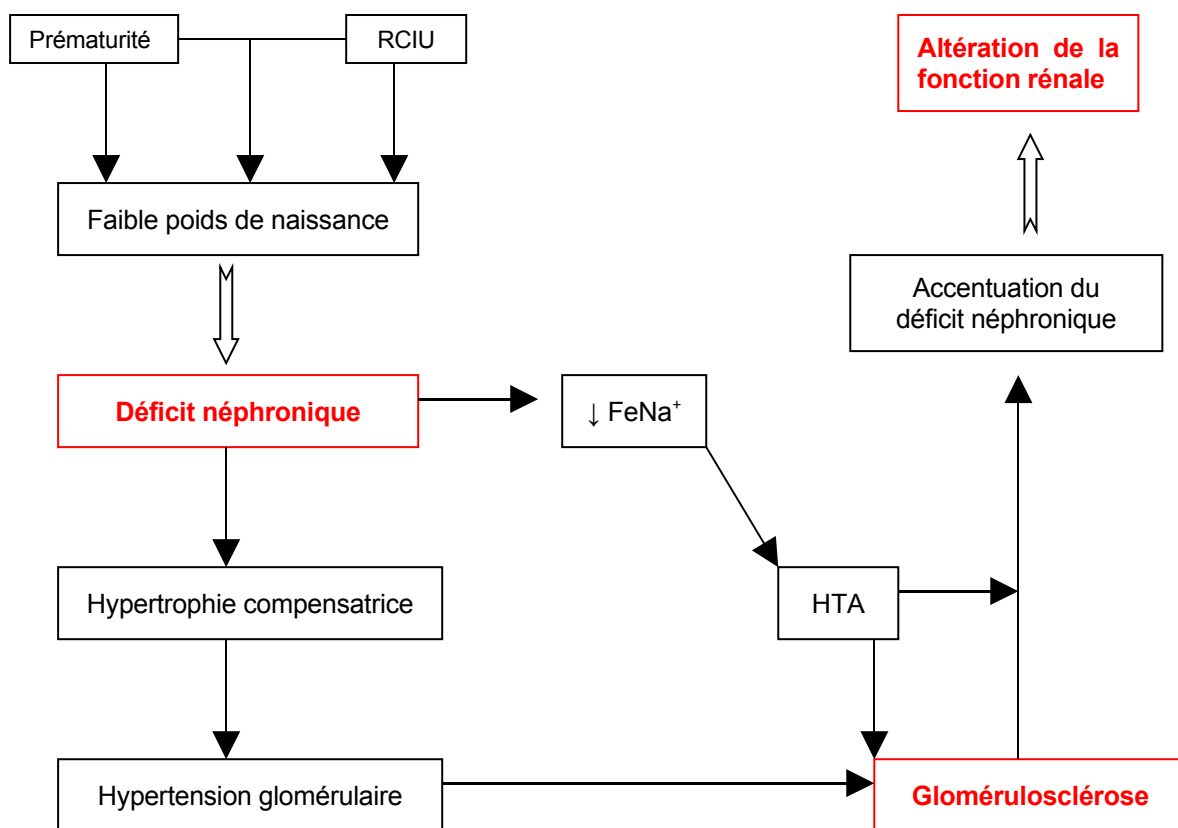 Prématurité
RCIU
Altération de la
fonction rénale
Faible poids de naissance
Accentuation du
déficit néphronique
Déficit néphronique
↓ FeNa⁺
Hypertrophie compensatrice
HTA
Hypertension glomérulaire
Glomérulosclérose